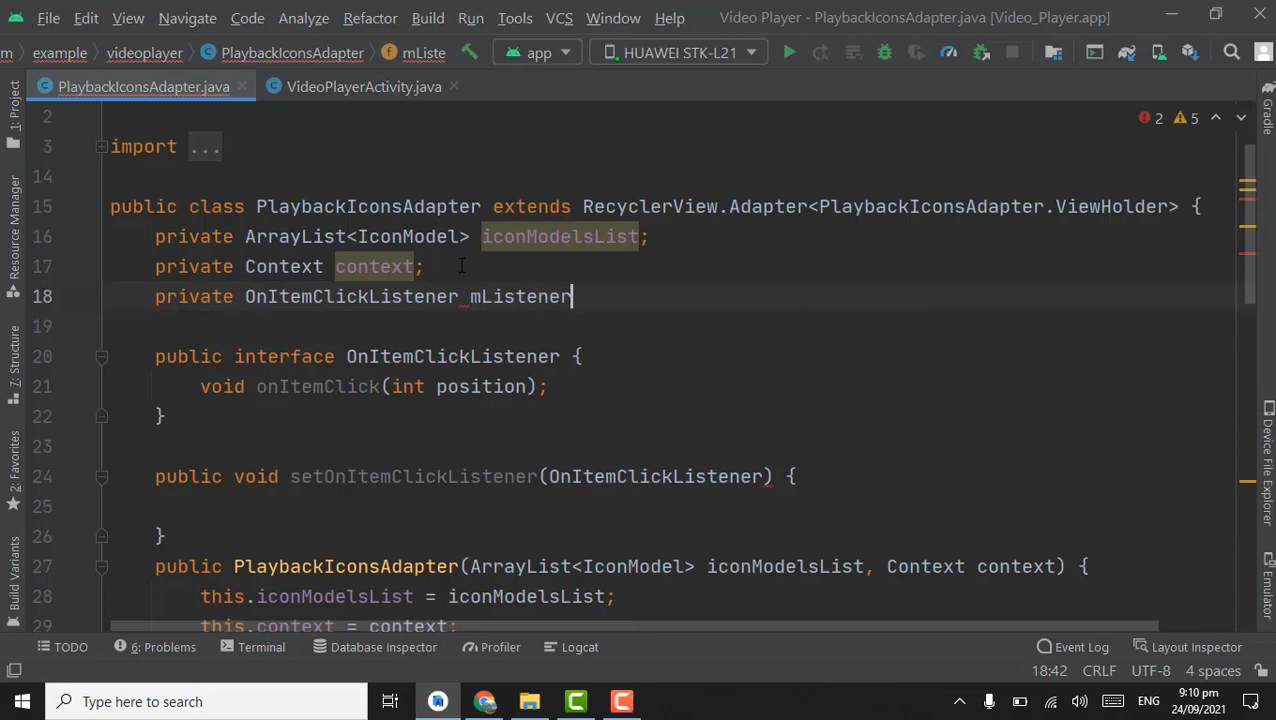 File Edit View Navigate Code Analyze Refactor Build Run Tools VCS Window Help Video Player - PlaybackIconsAdapter.java [Video_Player.app]
m example videoplayer PlaybackIconsAdapter mListe app HUAWEI STK-L21
PlaybackIconsAdapter.java VideoPlayerActivity.java
2
3 import ...
14
15 public class PlaybackIconsAdapter extends RecyclerView.Adapter<PlaybackIconsAdapter.ViewHolder> {
16 private ArrayList<IconModel> iconModelsList;
17 private Context context;
18 private OnItemClickListener mListener
19
20 public interface OnItemClickListener {
21 void onItemClick(int position);
22 }
23
24 public void setOnItemClickListener(OnItemClickListener) {
25
26 }
27 public PlaybackIconsAdapter(ArrayList<IconModel> iconModelsList, Context context) {
28 this.iconModelsList = iconModelsList;
29 this.context = context;
2 5
1: Project
Resource Manager
7: Structure
2: Favorites
Build Variants
Gradle
Device File Explorer
Emulator
TODO 6: Problems Terminal Database Inspector Profiler Logcat Event Log Layout Inspector
18:42 CRLF UTF-8 4 spaces
Type here to search ENG 9:10 pm
24/09/2021